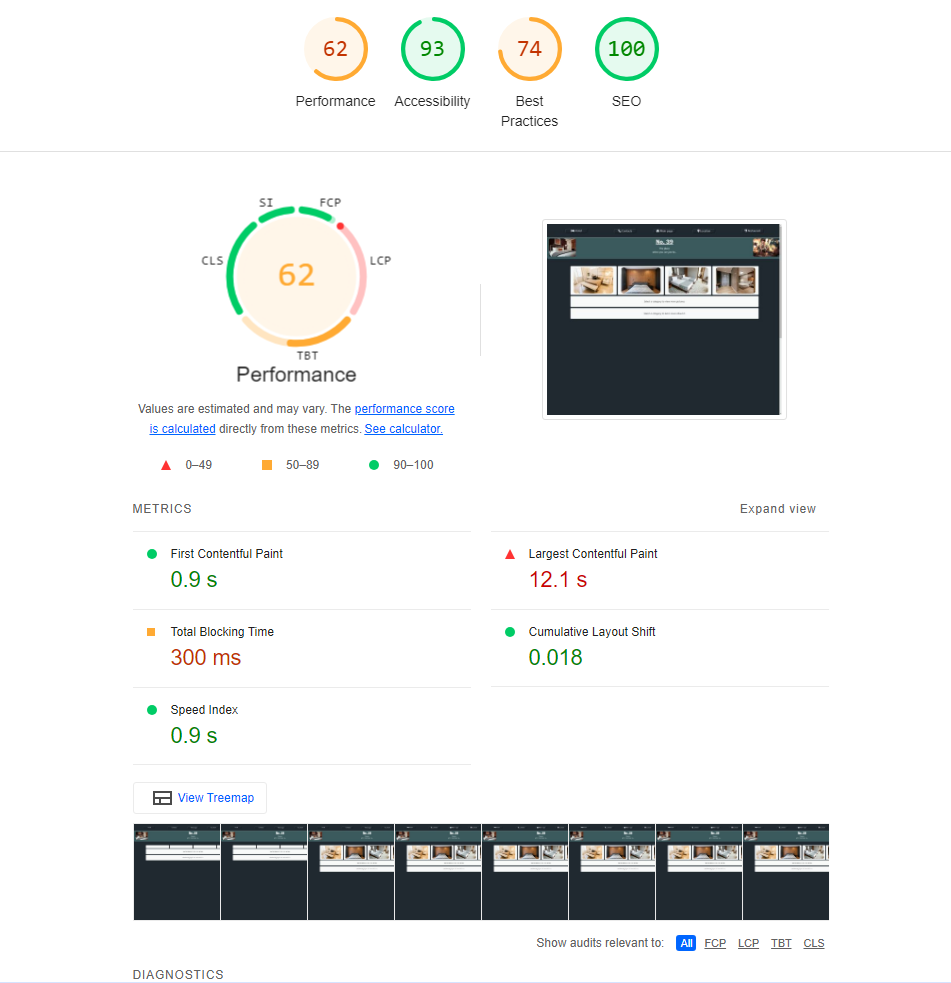 62
93
74
100
Performance
Accessibility
Best
Practices
SEO
SI
FCP
CLS
LCP
62
TBT
Performance
Values are estimated and may vary. The performance score
is calculated directly from these metrics. See calculator.
0–49
50–89
90–100
No. 39
METRICS
Expand view
First Contentful Paint
0.9 s
Largest Contentful Paint
12.1 s
Total Blocking Time
300 ms
Cumulative Layout Shift
0.018
Speed Index
0.9 s
View Treemap
Show audits relevant to: All FCP LCP TBT CLS
DIAGNOSTICS